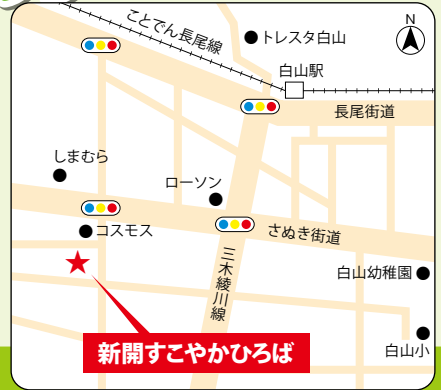 ことでん長尾線
トレスタ白山
N
白山駅
長尾街道
しまむら
ローソン
コスモス
さぬき街道
三木綾川線
白山幼稚園
新開すこやかひろば
白山小